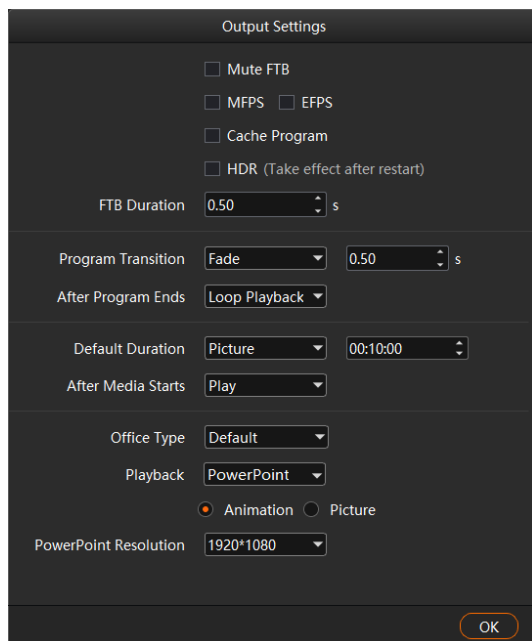 Output Settings
Mute FTB
MFPS EFPS
Cache Program
HDR (Take effect after restart)
FTB Duration 0.50 s
Program Transition Fade 0.50 s
After Program Ends Loop Playback
Default Duration Picture 00:10:00
After Media Starts Play
Office Type Default
Playback PowerPoint
Animation Picture
PowerPoint Resolution 1920*1080
OK